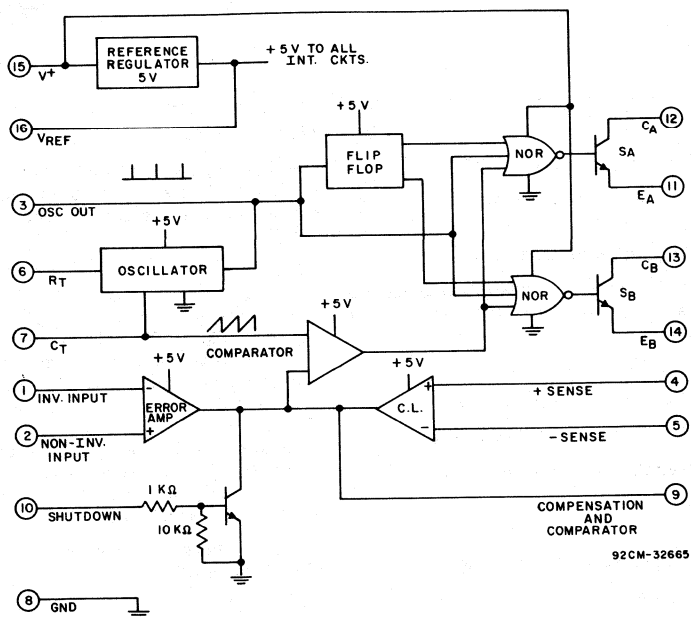 REFERENCE
REGULATOR
5V
+5V TO ALL
INT. CKTS.
15
V+
16
VREF
3
OSC OUT
+5V
FLIP
FLOP
NOR
12
CA
SA
11
EA
6
RT
+5V
OSCILLATOR
13
CB
NOR
SB
14
EB
7
CT
COMPARATOR
+5V
1
INV. INPUT
+5V
-
ERROR
AMP
+
2
NON-INV.
INPUT
+5V
C.L.
+
-
4
+ SENSE
5
- SENSE
10
SHUTDOWN
1 KΩ
10 KΩ
9
COMPENSATION
AND
COMPARATOR
92CM-32665
8
GND